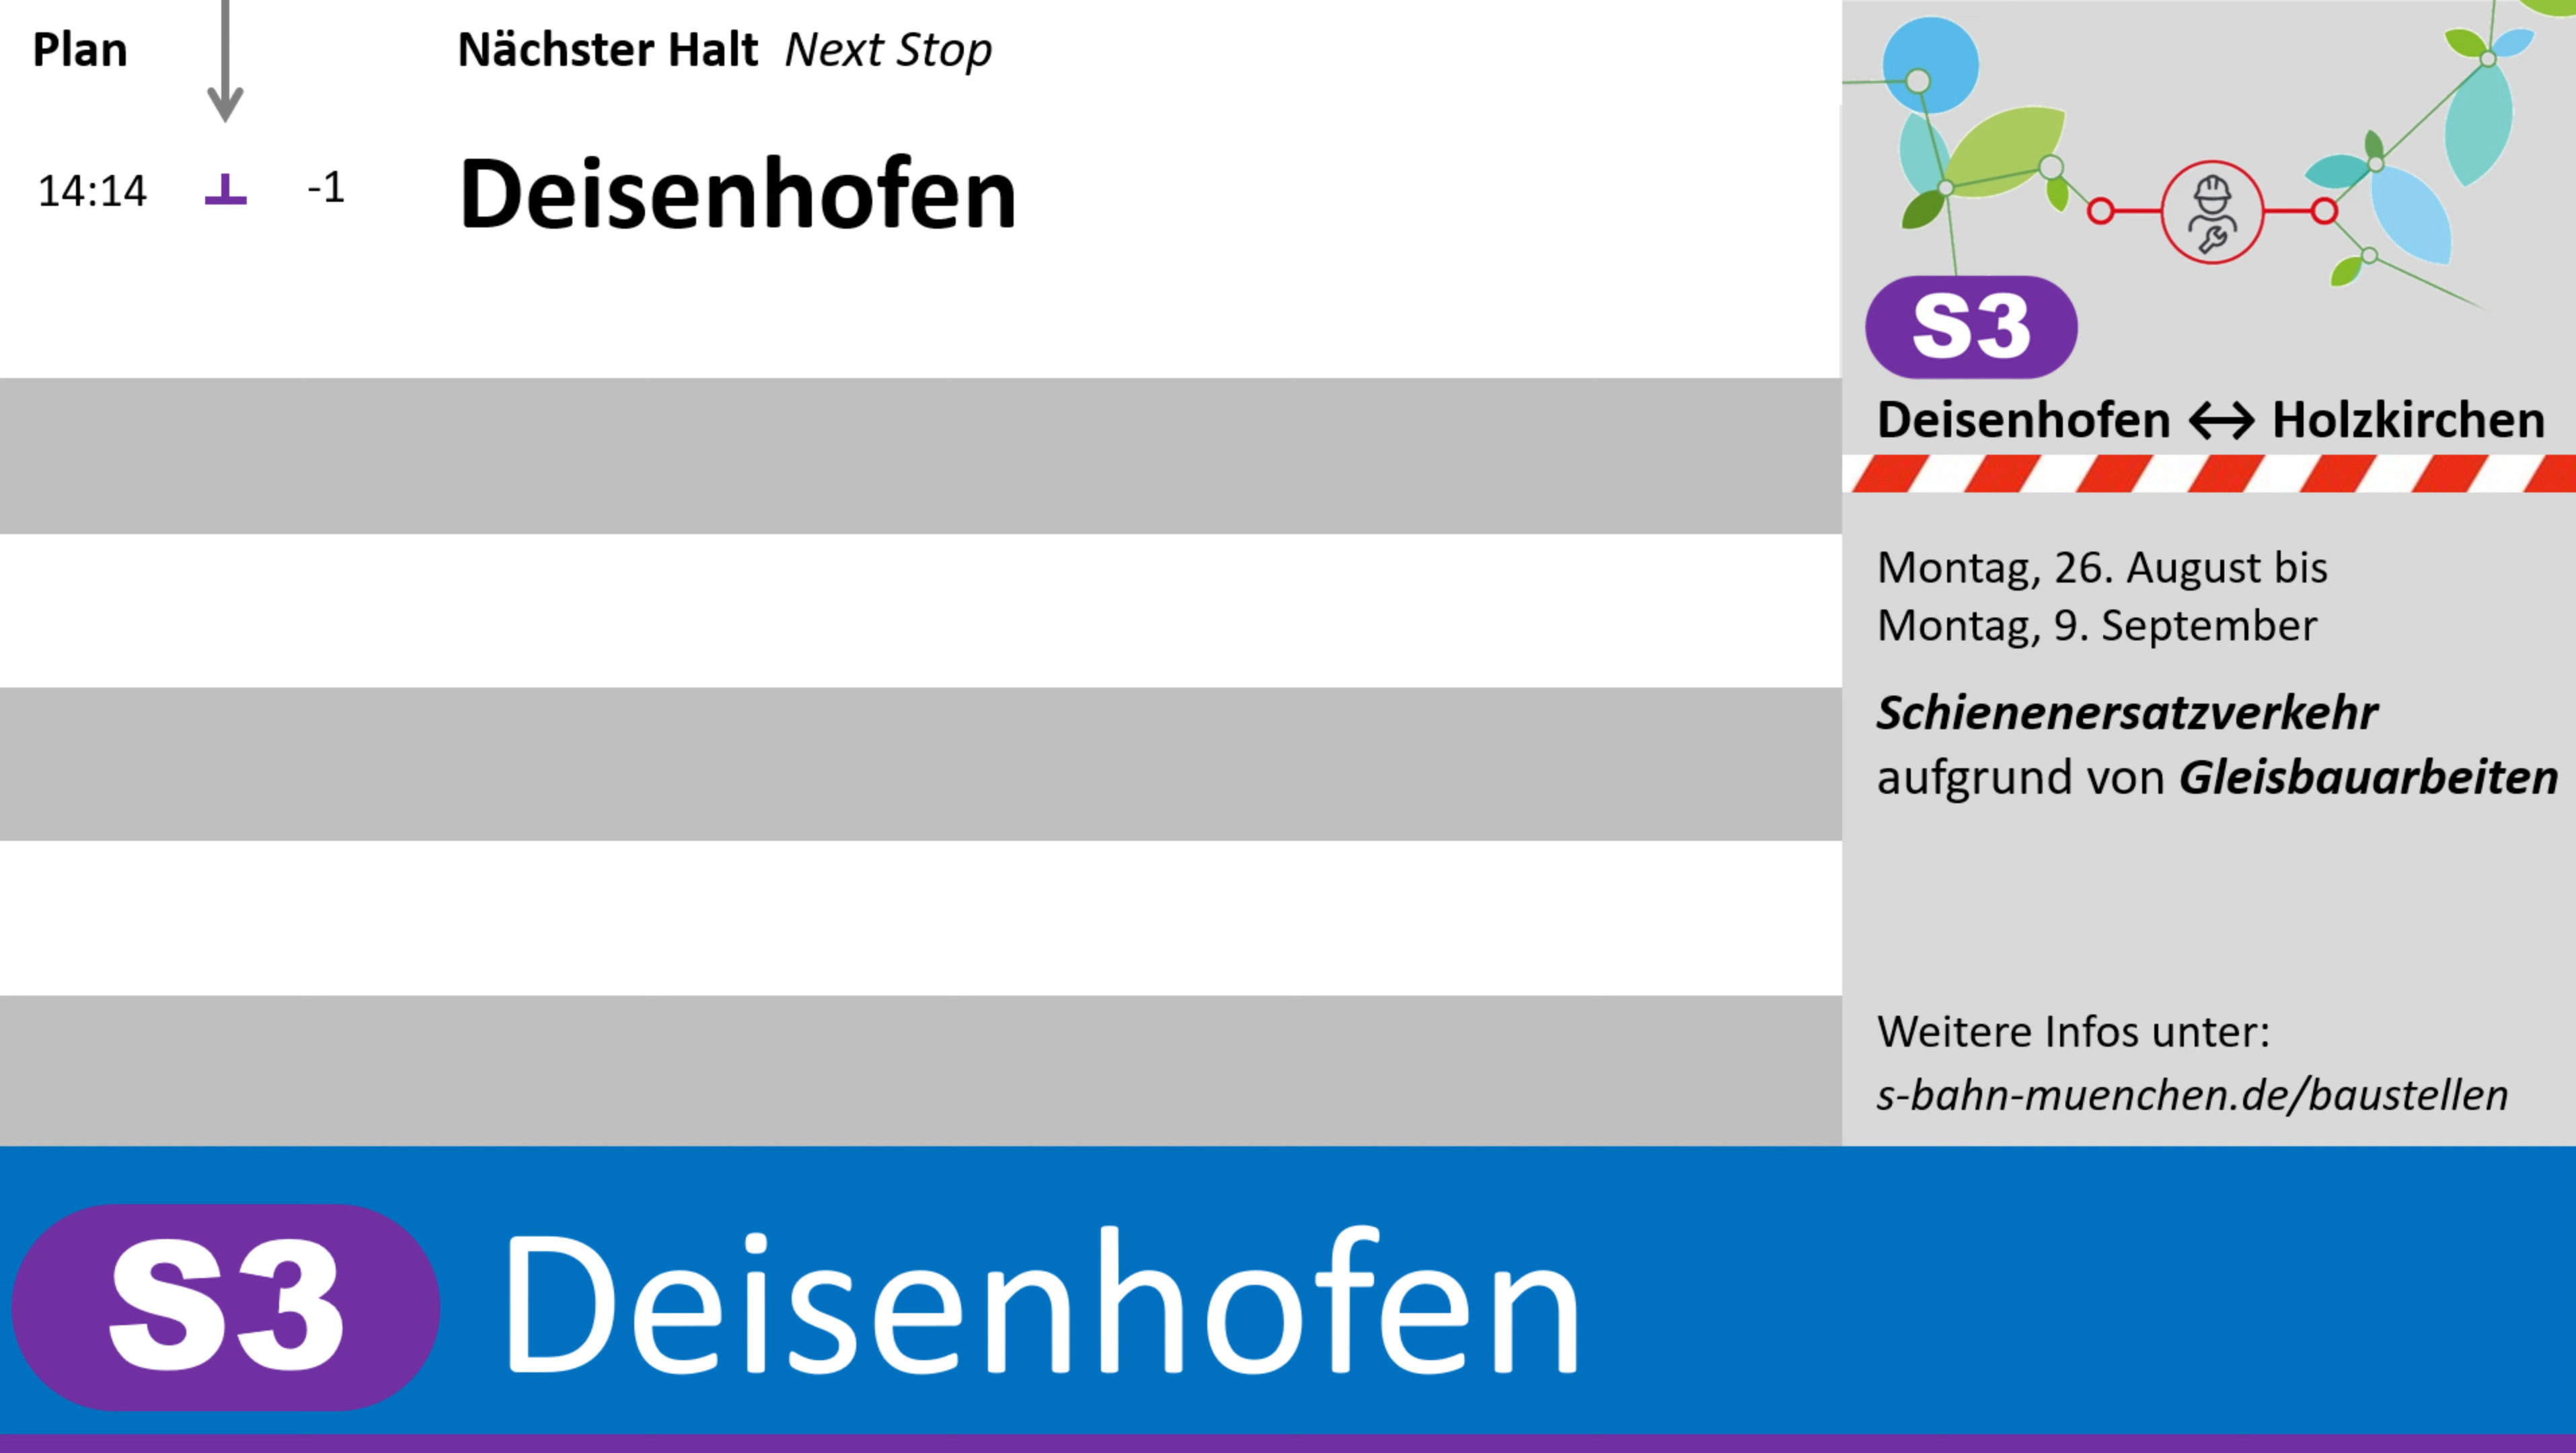 Plan
Nächster Halt Next Stop
14:14 -1 Deisenhofen
S3
Deisenhofen ↔ Holzkirchen
Montag, 26. August bis
Montag, 9. September
Schienenersatzverkehr
aufgrund von Gleisbauarbeiten
Weitere Infos unter:
s-bahn-muenchen.de/baustellen
S3 Deisenhofen